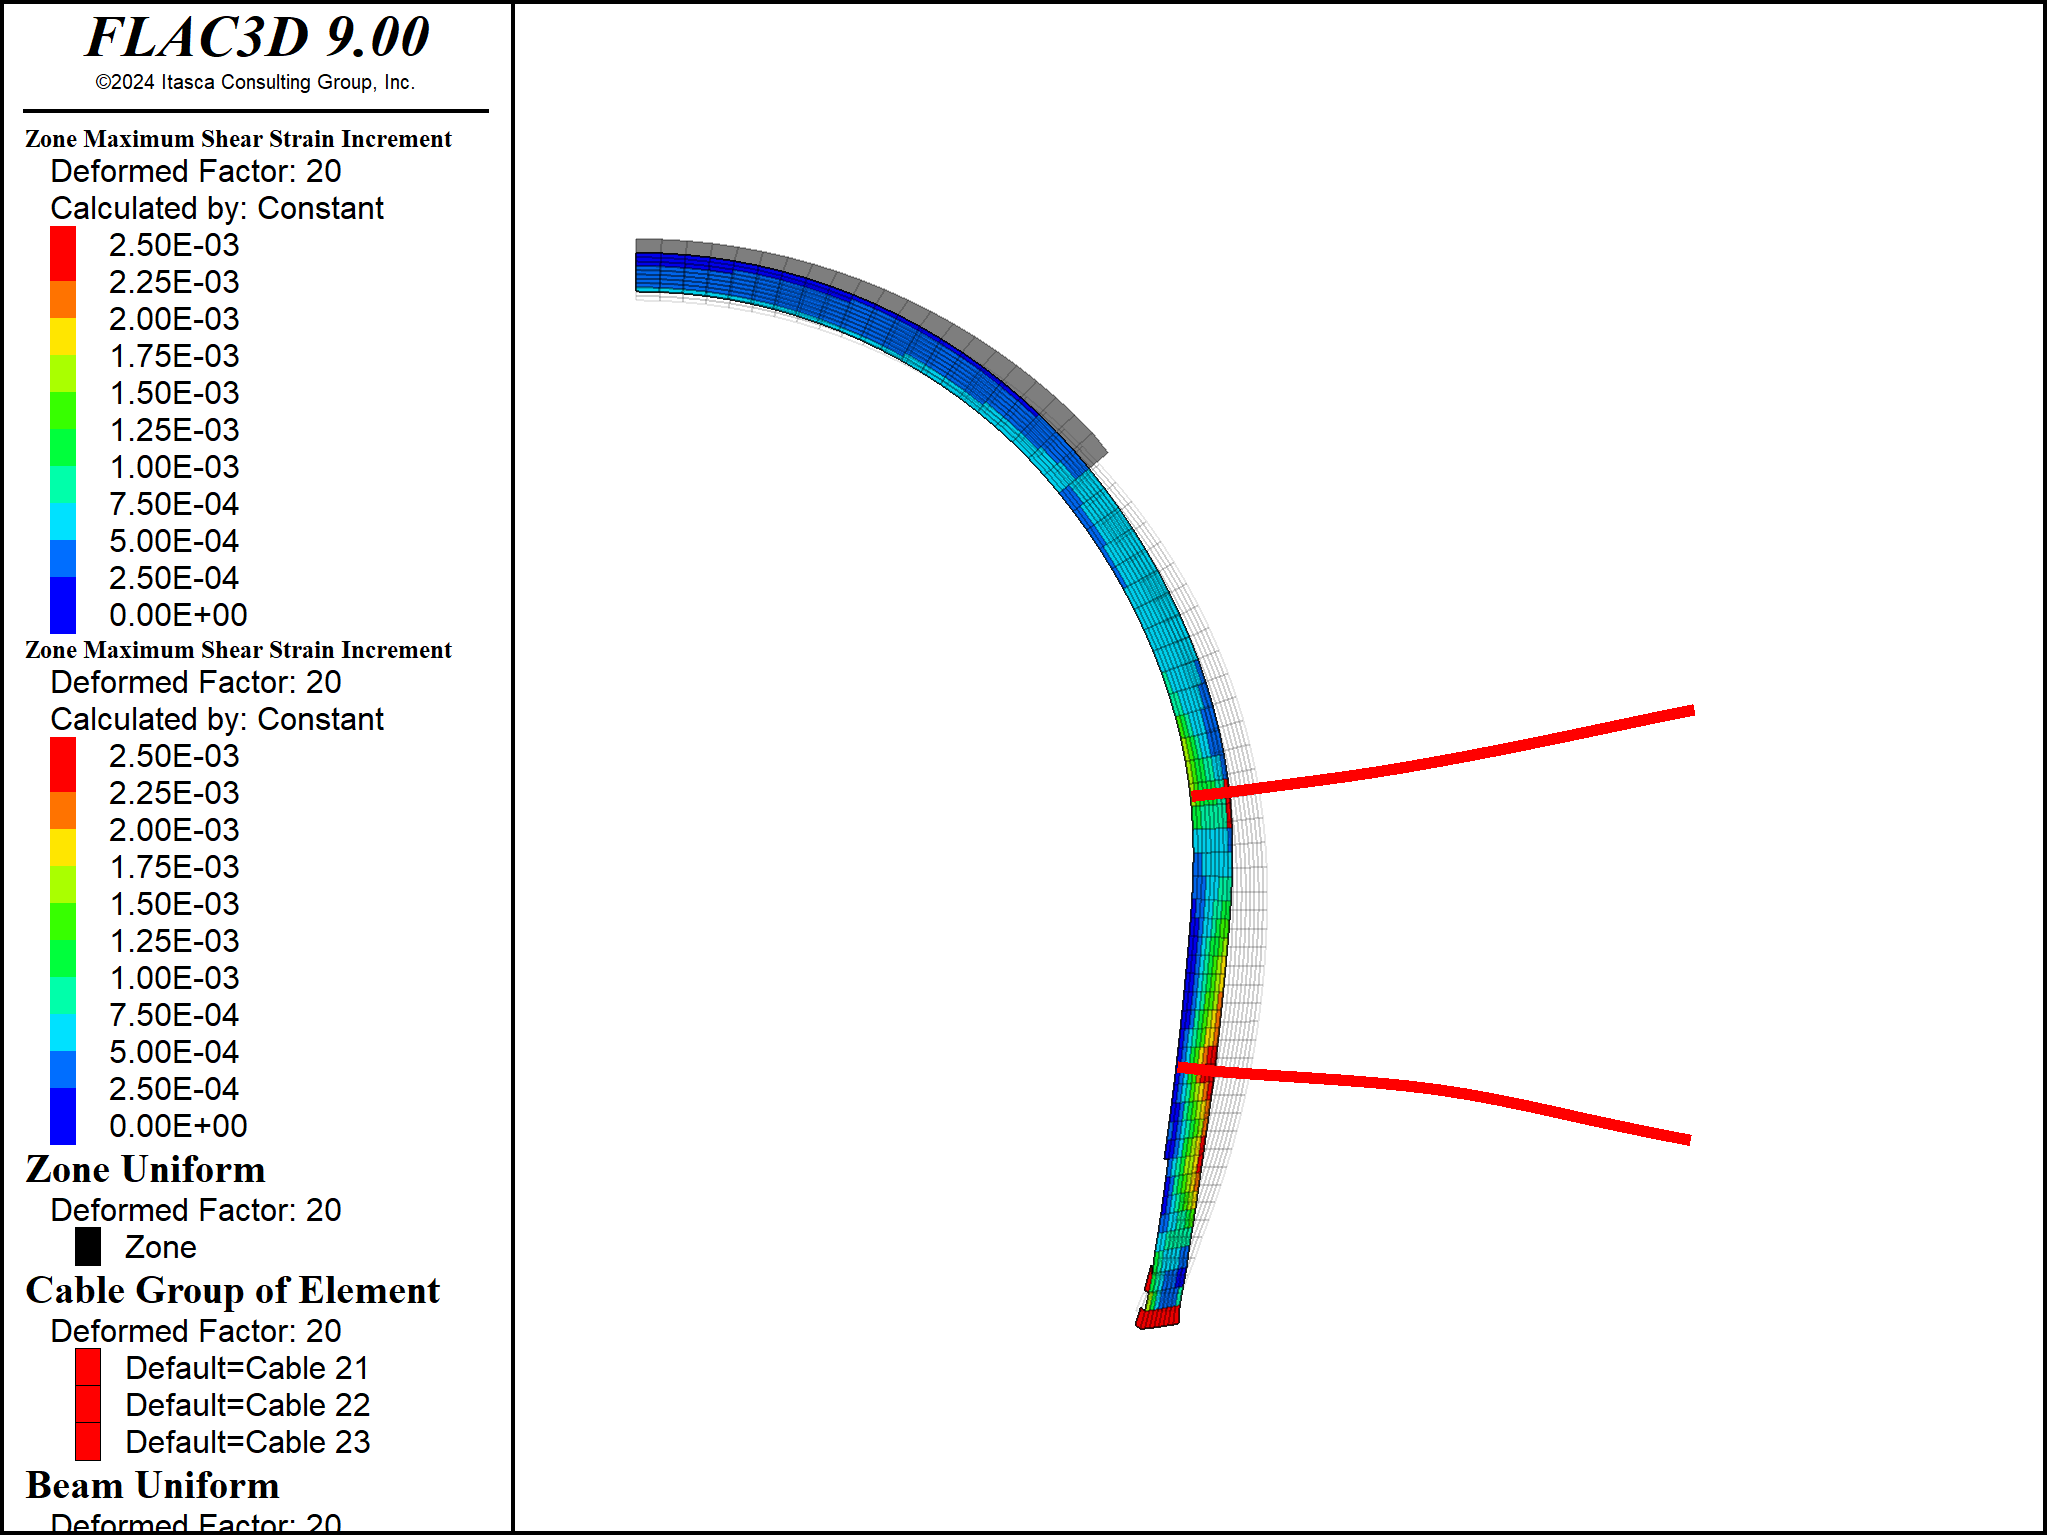 FLAC3D 9.00
©2024 Itasca Consulting Group, Inc.
Zone Maximum Shear Strain Increment
Deformed Factor: 20
Calculated by: Constant
2.50E-03
2.25E-03
2.00E-03
1.75E-03
1.50E-03
1.25E-03
1.00E-03
7.50E-04
5.00E-04
2.50E-04
0.00E+00
Zone Maximum Shear Strain Increment
Deformed Factor: 20
Calculated by: Constant
2.50E-03
2.25E-03
2.00E-03
1.75E-03
1.50E-03
1.25E-03
1.00E-03
7.50E-04
5.00E-04
2.50E-04
0.00E+00
Zone Uniform
Deformed Factor: 20
Zone
Cable Group of Element
Deformed Factor: 20
Default=Cable 21
Default=Cable 22
Default=Cable 23
Beam Uniform
Deformed Factor: 20